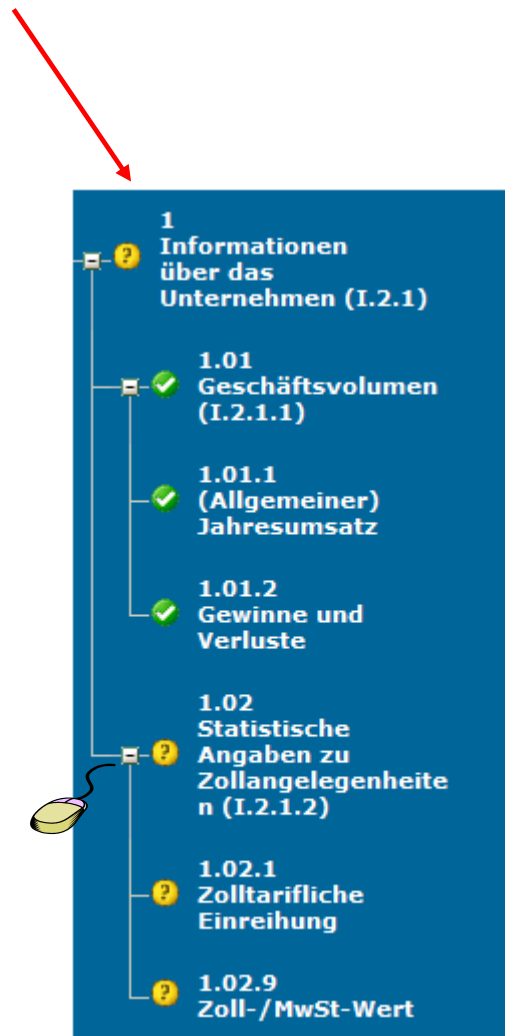 1
Informationen
über das
Unternehmen (I.2.1)
1.01
Geschäftsvolumen
(I.2.1.1)
1.01.1
(Allgemeiner)
Jahresumsatz
1.01.2
Gewinne und
Verluste
1.02
Statistische
Angaben zu
Zollangelegenheite
n (I.2.1.2)
1.02.1
Zolltarifliche
Einreihung
1.02.9
Zoll-/MwSt-Wert